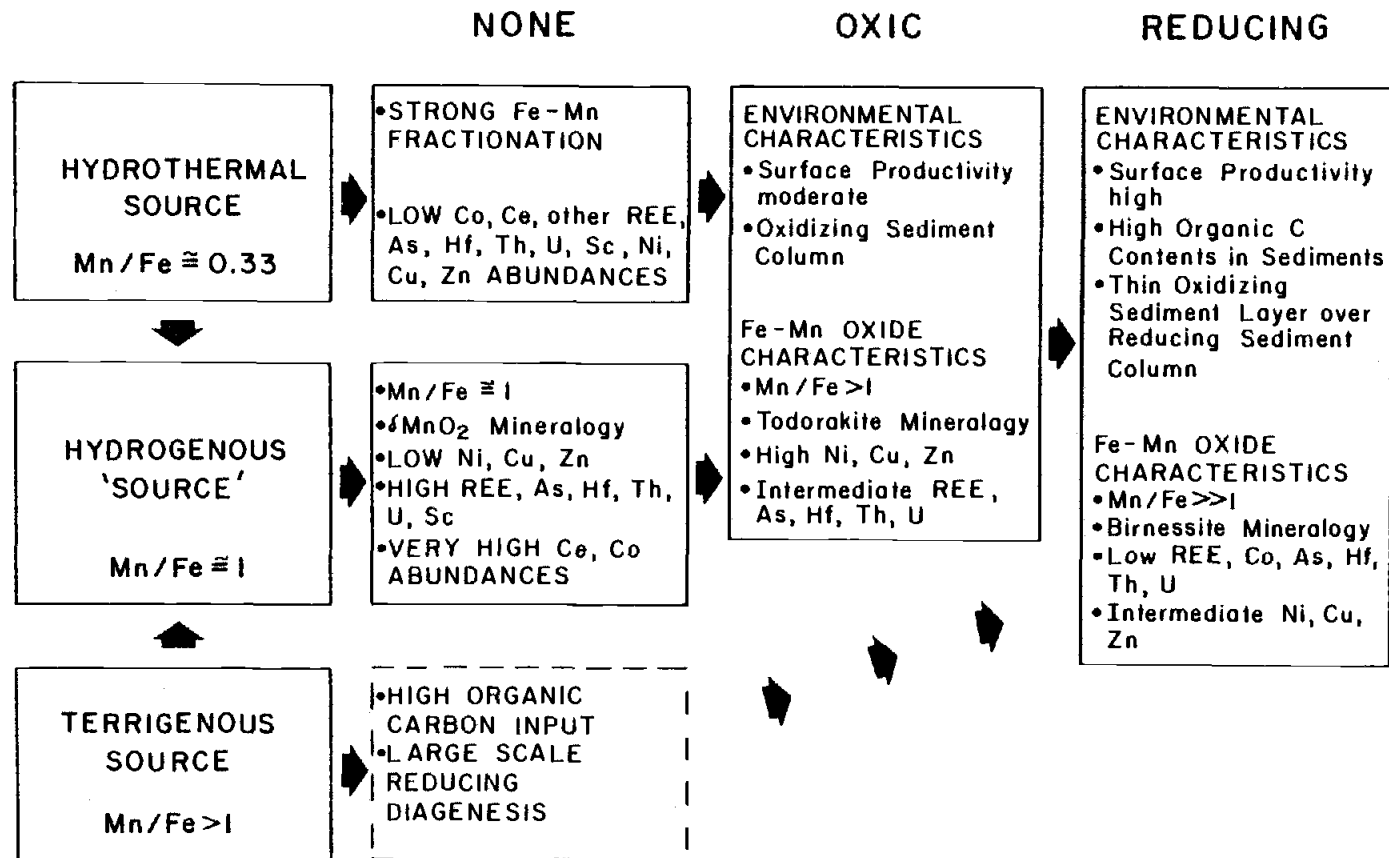 NONE
OXIC
REDUCING
HYDROTHERMAL
SOURCE
Mn/Fe ≅ 0.33
•STRONG Fe-Mn
FRACTIONATION
•LOW Co, Ce, other REE,
As, Hf, Th, U, Sc, Ni,
Cu, Zn ABUNDANCES
HYDROGENOUS
'SOURCE'
Mn/Fe ≅ 1
•Mn/Fe ≅ 1
•δMnO₂ Mineralogy
•LOW Ni, Cu, Zn
•HIGH REE, As, Hf, Th,
U, Sc
•VERY HIGH Ce, Co
ABUNDANCES
TERRIGENOUS
SOURCE
Mn/Fe>1
•HIGH ORGANIC
CARBON INPUT
•LARGE SCALE
REDUCING
DIAGENESIS
ENVIRONMENTAL
CHARACTERISTICS
•Surface Productivity
moderate
•Oxidizing Sediment
Column
Fe-Mn OXIDE
CHARACTERISTICS
•Mn/Fe>1
•Todorakite Mineralagy
•High Ni, Cu, Zn
•Intermediate REE,
As, Hf, Th, U
ENVIRONMENTAL
CHARACTERISTICS
•Surface Productivity
high
•High Organic C
Contents in Sediments
•Thin Oxidizing
Sediment Layer over
Reducing Sediment
Column
Fe-Mn OXIDE
CHARACTERISTICS
•Mn/Fe>>1
•Birnessite Mineralogy
•Low REE, Co, As, Hf,
Th, U
•Intermediate Ni, Cu,
Zn